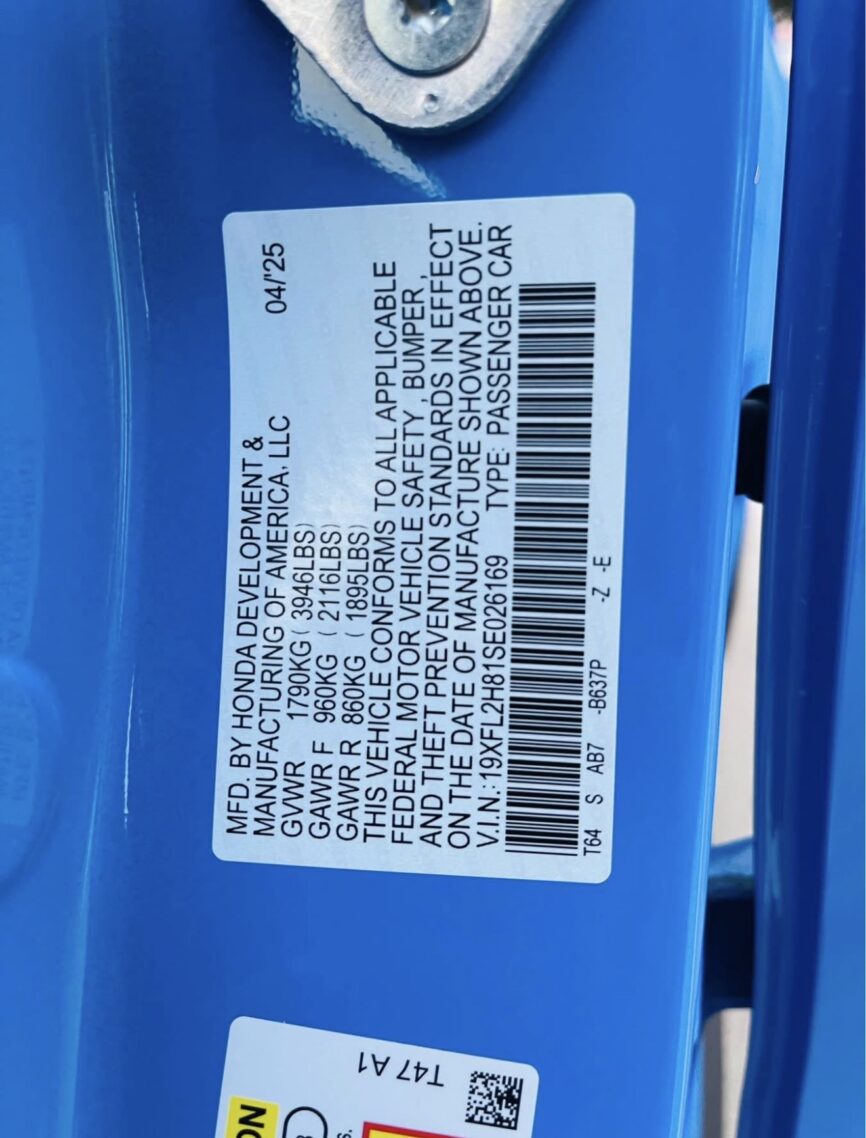 MFD. BY HONDA DEVELOPMENT &
MANUFACTURING OF AMERICA, LLC 04/'25
GVWR 1790KG ( 3946LBS)
GAWR F 960KG ( 2116LBS)
GAWR R 860KG ( 1895LBS)
THIS VEHICLE CONFORMS TO ALL APPLICABLE
FEDERAL MOTOR VEHICLE SAFETY , BUMPER ,
AND THEFT PREVENTION STANDARDS IN EFFECT
ON THE DATE OF MANUFACTURE SHOWN ABOVE.
V.I.N.: 19XFL2H81SE026169 TYPE: PASSENGER CAR
T64 S AB7 -B637P -Z -E
T47 A1
ON